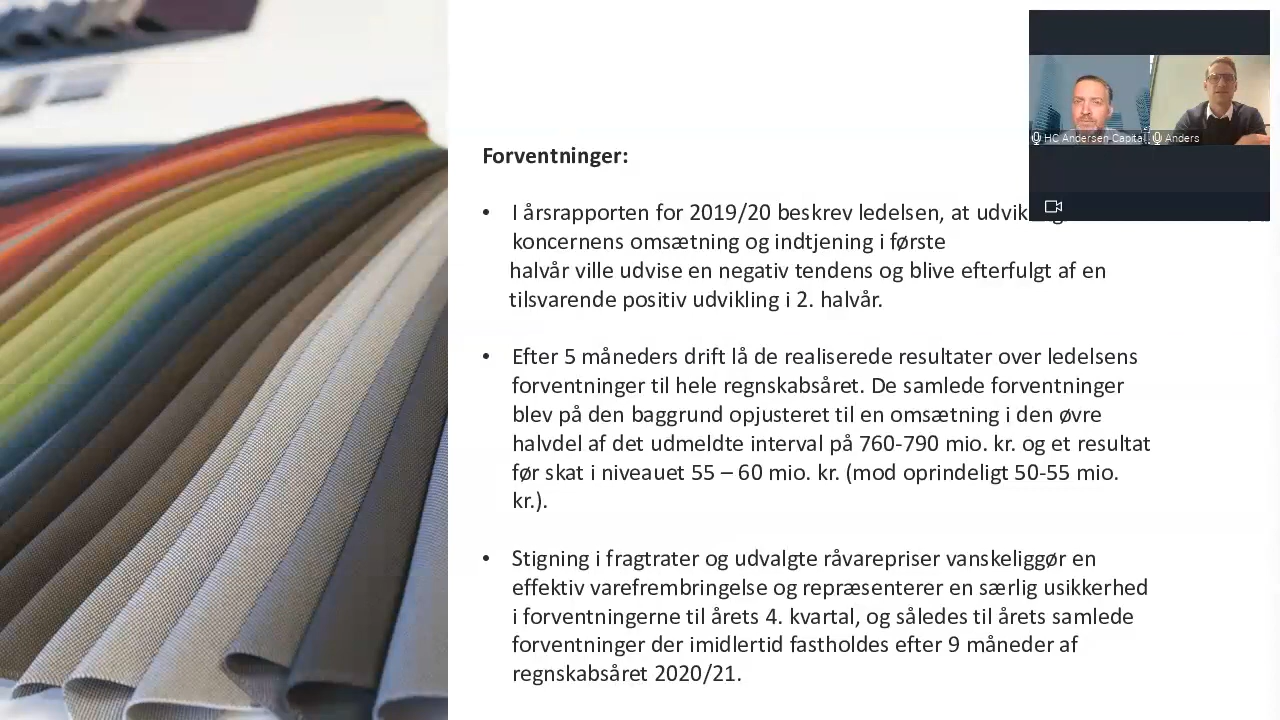 HC Andersen Capital
Anders
Forventninger:
• I årsrapporten for 2019/20 beskrev ledelsen, at
koncernens omsætning og indtjening i første
halvår ville udvise en negativ tendens og blive efterfulgt af en
tilsvarende positiv udvikling i 2. halvår.
• Efter 5 måneders drift lå de realiserede resultater over ledelsens
forventninger til hele regnskabsåret. De samlede forventninger
blev på den baggrund opjusteret til en omsætning i den øvre
halvdel af det udmeldte interval på 760-790 mio. kr. og et resultat
før skat i niveauet 55 – 60 mio. kr. (mod oprindeligt 50-55 mio.
kr.).
• Stigning i fragtrater og udvalgte råvarepriser vanskeliggør en
effektiv varefrembringelse og repræsenterer en særlig usikkerhed
i forventningerne til årets 4. kvartal, og således til årets samlede
forventninger der imidlertid fastholdes efter 9 måneder af
regnskabsåret 2020/21.